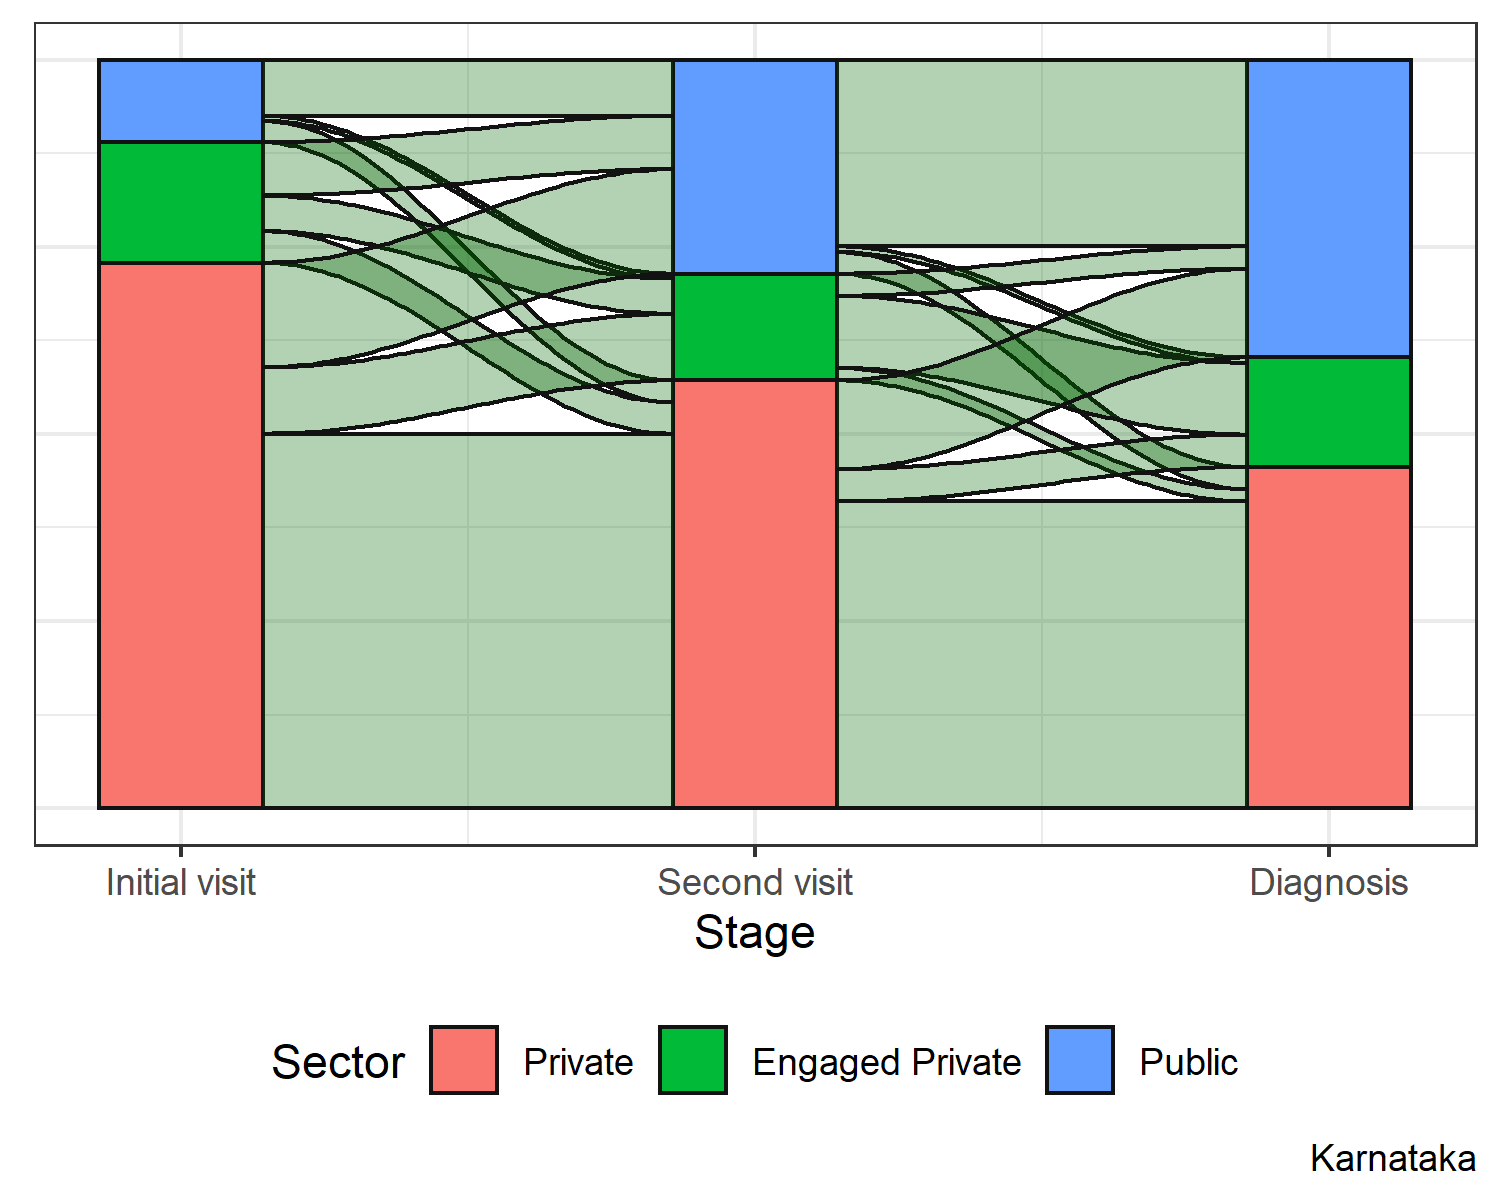 Initial visit Second visit Diagnosis
Stage
Sector Private Engaged Private Public
Karnataka